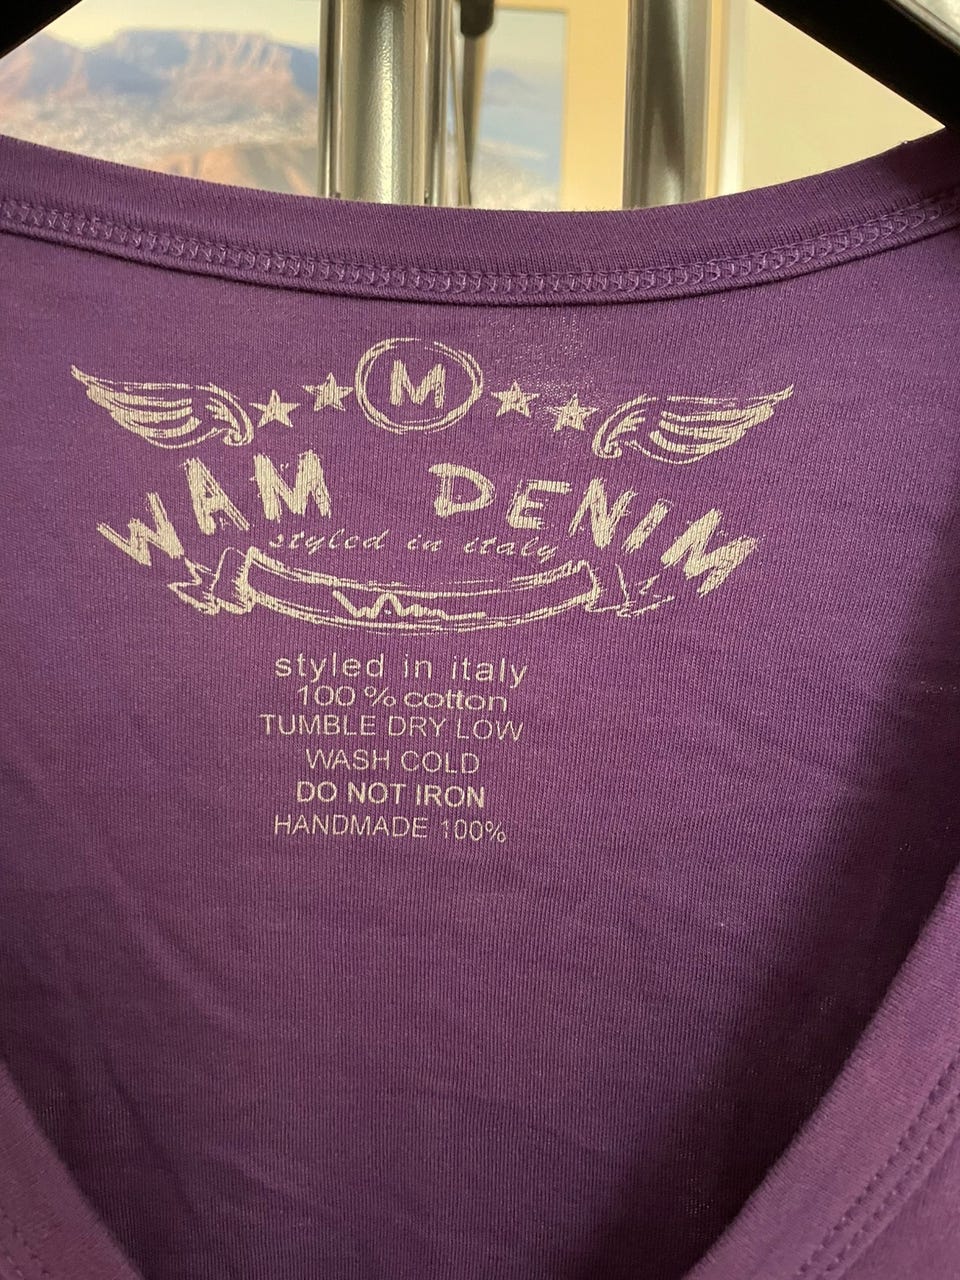 M
WAM DENIM
styled in italy
Wam
styled in italy
100% cotton
TUMBLE DRY LOW
WASH COLD
DO NOT IRON
HANDMADE 100%